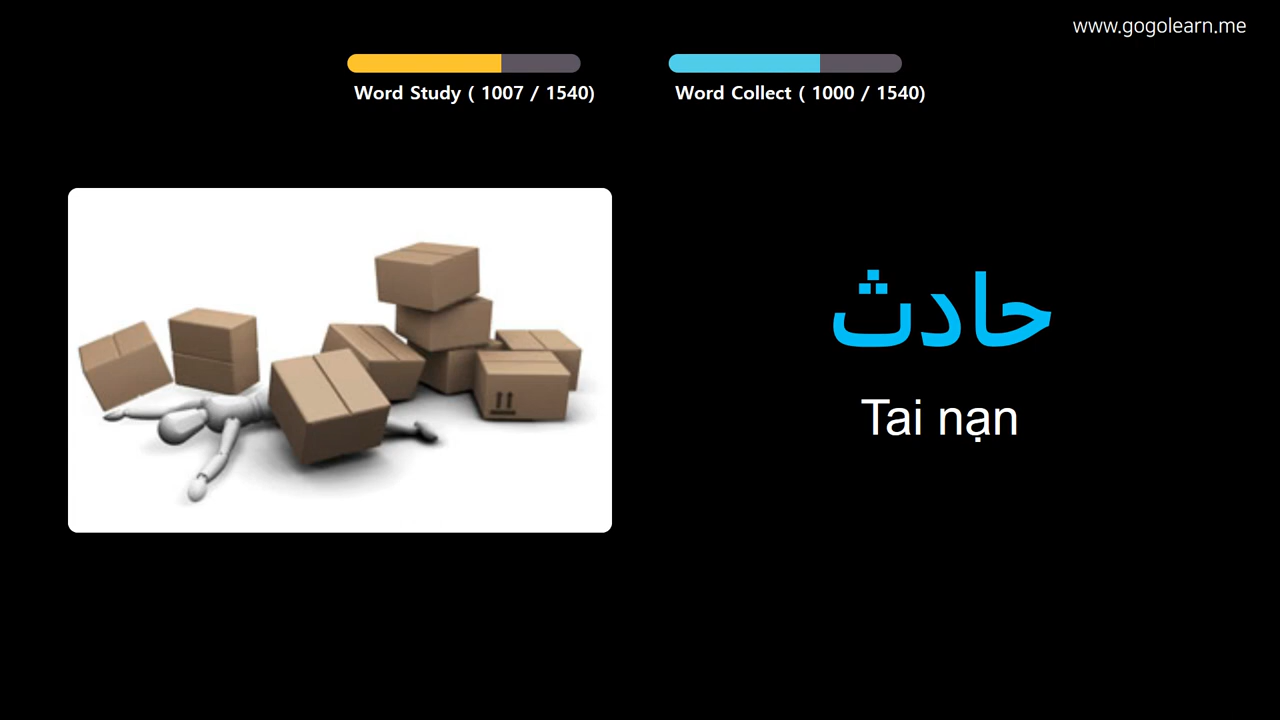 www.gogolearn.me
Word Study ( 1007 / 1540)
Word Collect ( 1000 / 1540)
حادث
Tai nạn